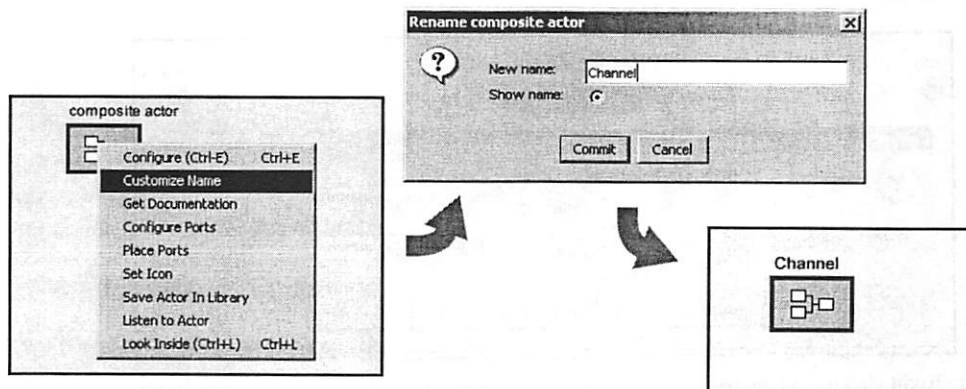 composite actor
Configure (Ctrl-E) Ctrl+E
Customize Name
Get Documentation
Configure Ports
Place Ports
Set Icon
Save Actor In Library
Listen to Actor
Look Inside (Ctrl+L) Ctrl+L
Rename composite actor
New name: Channel
Show name:
Commit Cancel
Channel